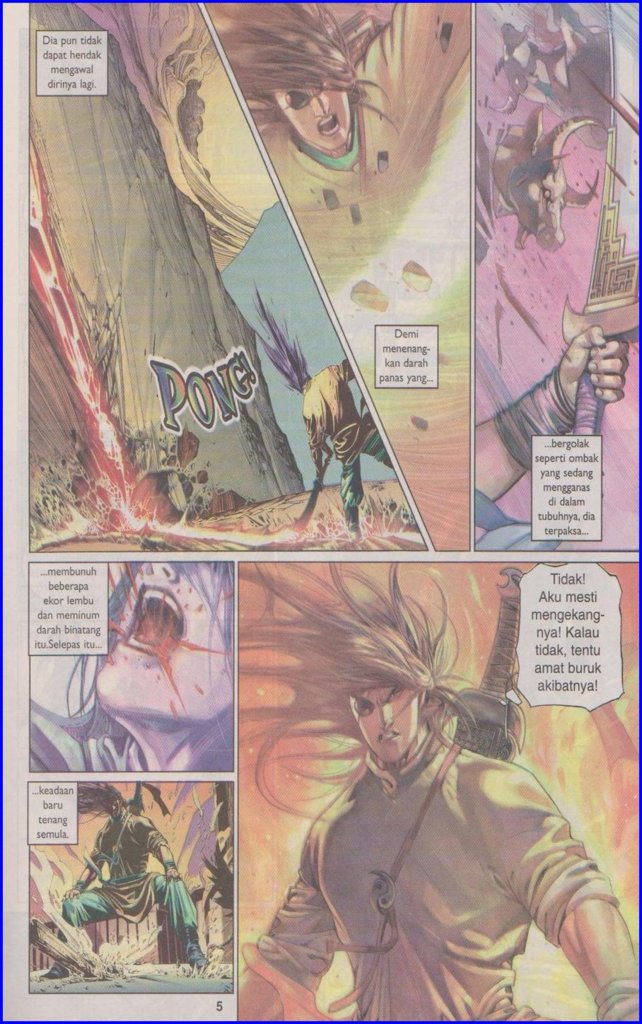 Dia pun tidak
dapat hendak
mengawal
dirinya lagi.
PONG!
Demi
menenang-
kan darah
panas yang...
...bergolak
seperti ombak
yang sedang
mengganas
di dalam
tubuhnya, dia
terpaksa...
...membunuh
beberapa
ekor lembu
dan meminum
darah binatang
itu.Selepas itu...
Tidak!
Aku mesti
mengekang-
nya! Kalau
tidak, tentu
amat buruk
akibatnya!
...keadaan
baru
tenang
semula.
5